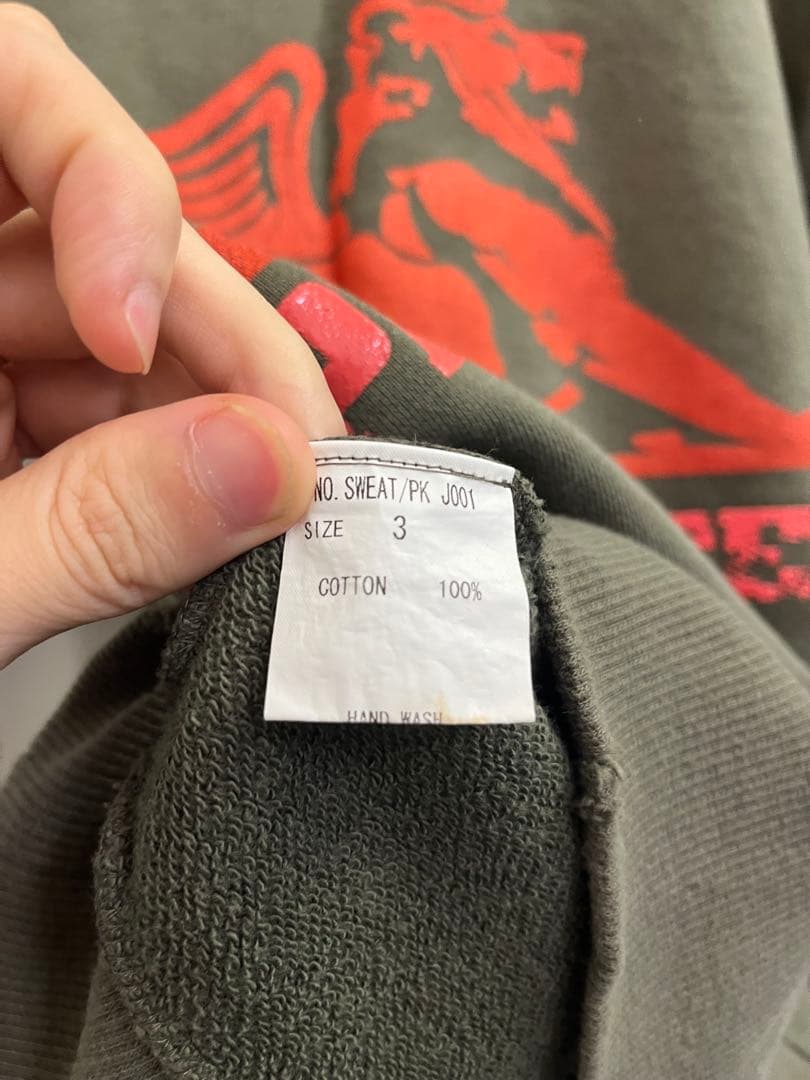 NO. SWEAT/PK J001
SIZE 3
COTTON 100%
HAND WASH